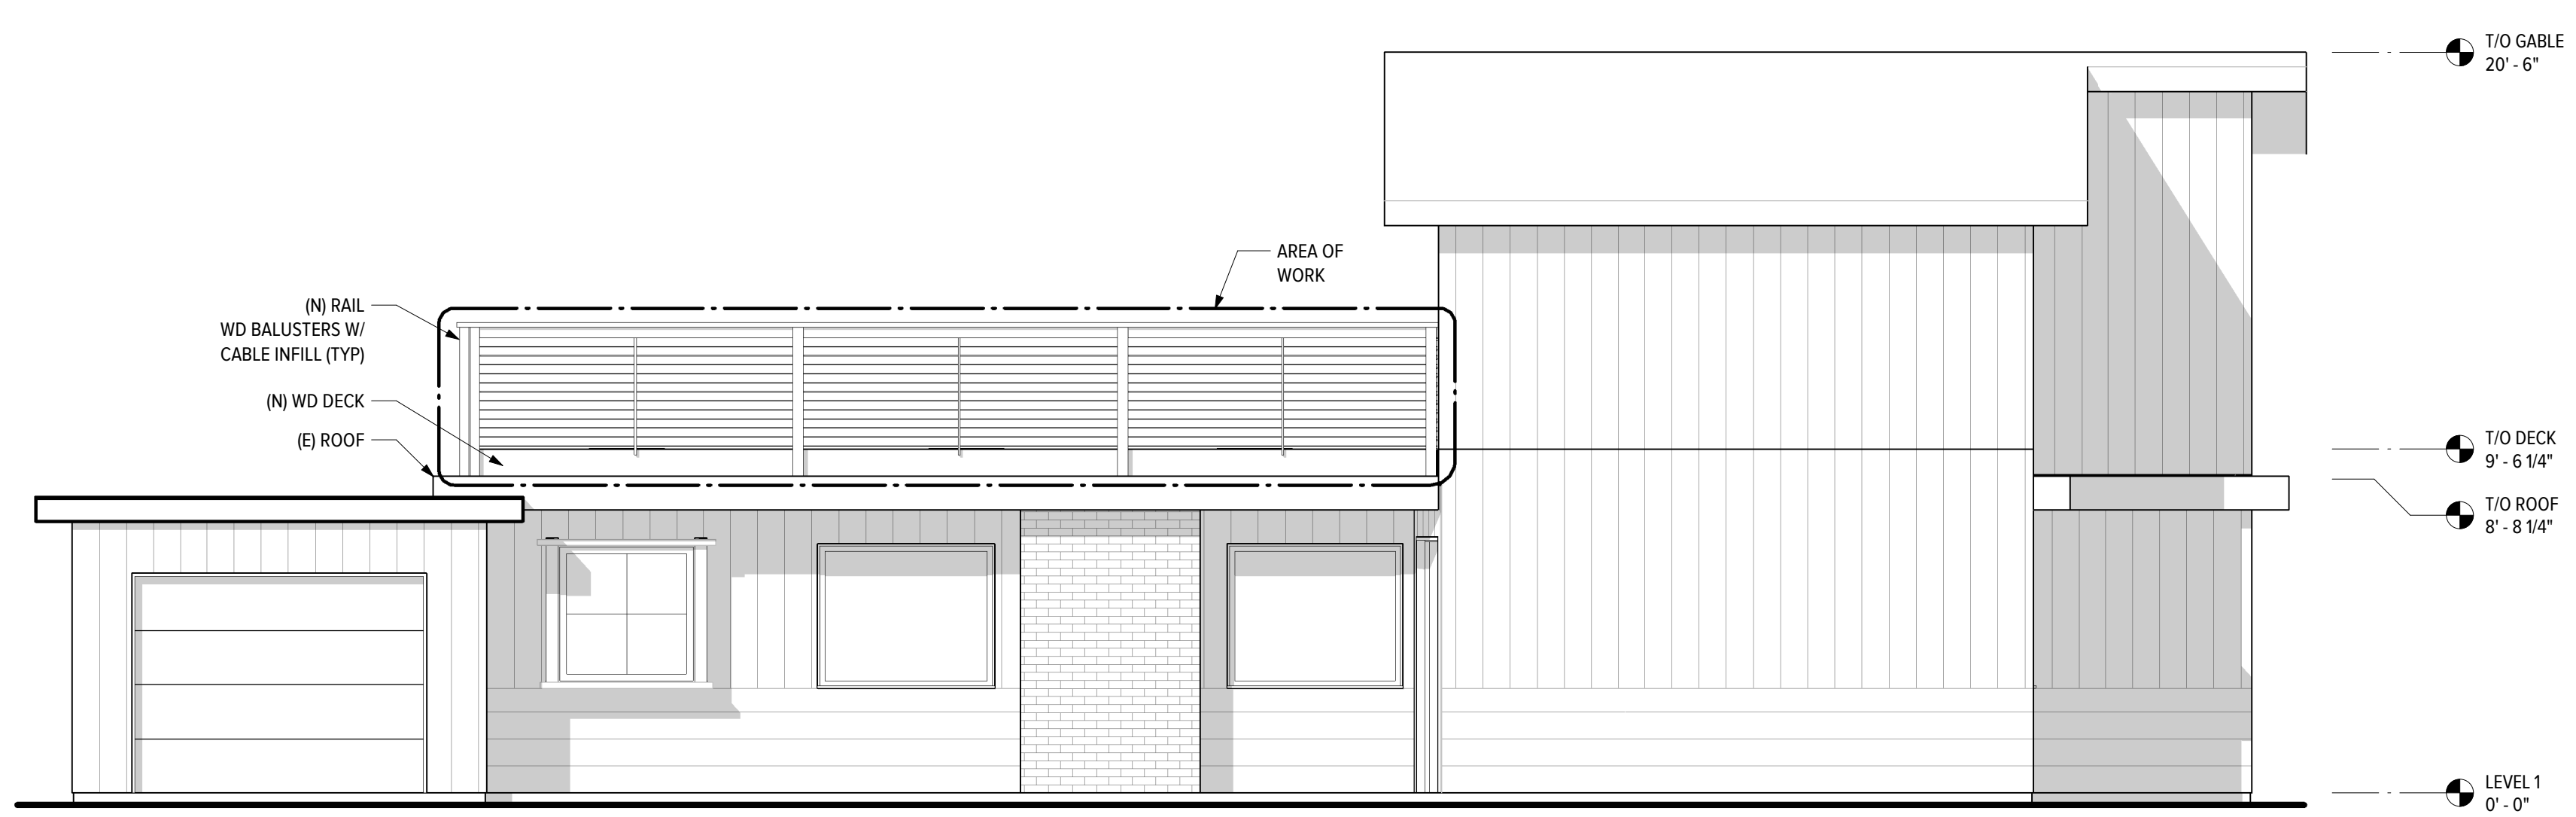 T/O GABLE
20' - 6"
AREA OF
WORK
(N) RAIL
WD BALUSTERS W/
CABLE INFILL (TYP)
(N) WD DECK
(E) ROOF
T/O DECK
9' - 6 1/4"
T/O ROOF
8' - 8 1/4"
LEVEL 1
0' - 0"